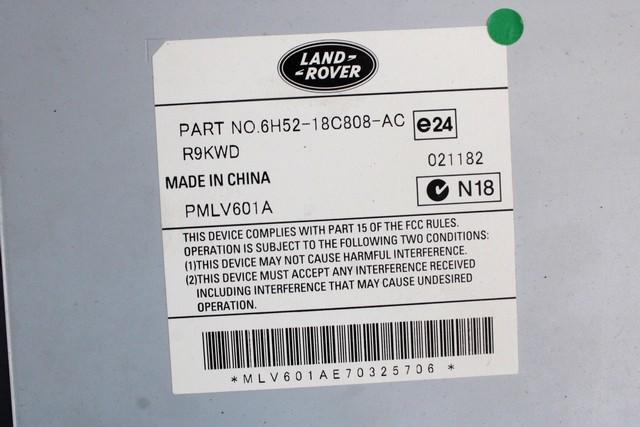 LAND
ROVER
PART NO.6H52-18C808-AC e24
R9KWD
021182
MADE IN CHINA
N18
PMLV601A
THIS DEVICE COMPLIES WITH PART 15 OF THE FCC RULES.
OPERATION IS SUBJECT TO THE FOLLOWING TWO CONDITIONS:
(1)THIS DEVICE MAY NOT CAUSE HARMFUL INTERFERENCE.
(2)THIS DEVICE MUST ACCEPT ANY INTERFERENCE RECEIVED
INCLUDING INTERFERENCE THAT MAY CAUSE UNDESIRED
OPERATION.
*MLV601AE70325706 *